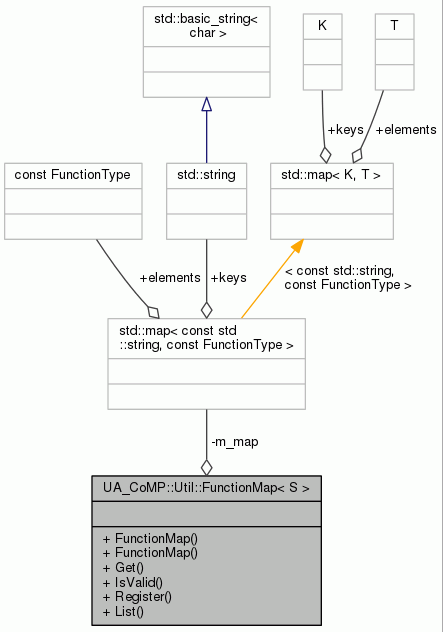 std::basic_string<
char >
K
T
+keys
+elements
const FunctionType
std::string
std::map< K, T >
+elements
+keys
< const std::string,
const FunctionType >
std::map< const std
::string, const FunctionType >
-m_map
UA_CoMP::Util::FunctionMap< S >
+ FunctionMap()
+ FunctionMap()
+ Get()
+ IsValid()
+ Register()
+ List()